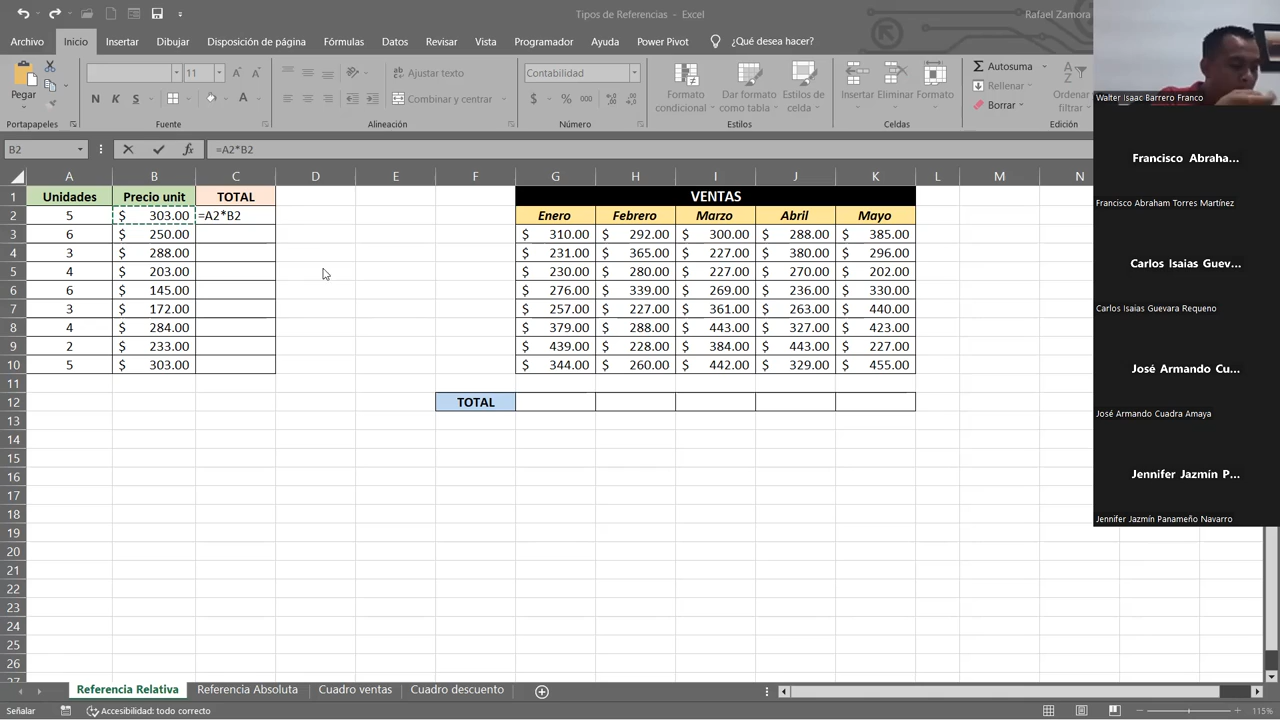 Tipos de Referencias - Excel
Rafael Zamora
Archivo Inicio Insertar Dibujar Disposición de página Fórmulas Datos Revisar Vista Programador Ayuda Power Pivot ¿Qué desea hacer?
Pegar
11
N K S
Ajustar texto
Combinar y centrar
Contabilidad
$ % 000
Formato condicional
Dar formato como tabla
Estilos de celda
Insertar Eliminar Formato
Autosuma
Rellenar
Borrar
Ordenar
filtrar
Portapapeles Fuente Alineación Número Estilos Celdas Edición
B2 fx =A2*B2
A B C D E F G H I J K L M N
1 Unidades Precio unit TOTAL VENTAS
2 5 $ 303.00 =A2*B2 Enero Febrero Marzo Abril Mayo
3 6 $ 250.00 $ 310.00 $ 292.00 $ 300.00 $ 288.00 $ 385.00
4 3 $ 288.00 $ 231.00 $ 365.00 $ 227.00 $ 380.00 $ 296.00
5 4 $ 203.00 $ 230.00 $ 280.00 $ 227.00 $ 270.00 $ 202.00
6 6 $ 145.00 $ 276.00 $ 339.00 $ 269.00 $ 236.00 $ 330.00
7 3 $ 172.00 $ 257.00 $ 227.00 $ 361.00 $ 263.00 $ 440.00
8 4 $ 284.00 $ 379.00 $ 288.00 $ 443.00 $ 327.00 $ 423.00
9 2 $ 233.00 $ 439.00 $ 228.00 $ 384.00 $ 443.00 $ 227.00
10 5 $ 303.00 $ 344.00 $ 260.00 $ 442.00 $ 329.00 $ 455.00
11
12 TOTAL
13
14
15
16
17
18
19
20
21
22
23
24
25
26
Referencia Relativa Referencia Absoluta Cuadro ventas Cuadro descuento
Señalar Accesibilidad: todo correcto 115%
Walter Isaac Barrero Franco
Francisco Abraha...
Francisco Abraham Torres Martínez
Carlos Isaias Guev...
Carlos Isaias Guevara Requeno
José Armando Cu...
José Armando Cuadra Amaya
Jennifer Jazmín P...
Jennifer Jazmín Panameño Navarro